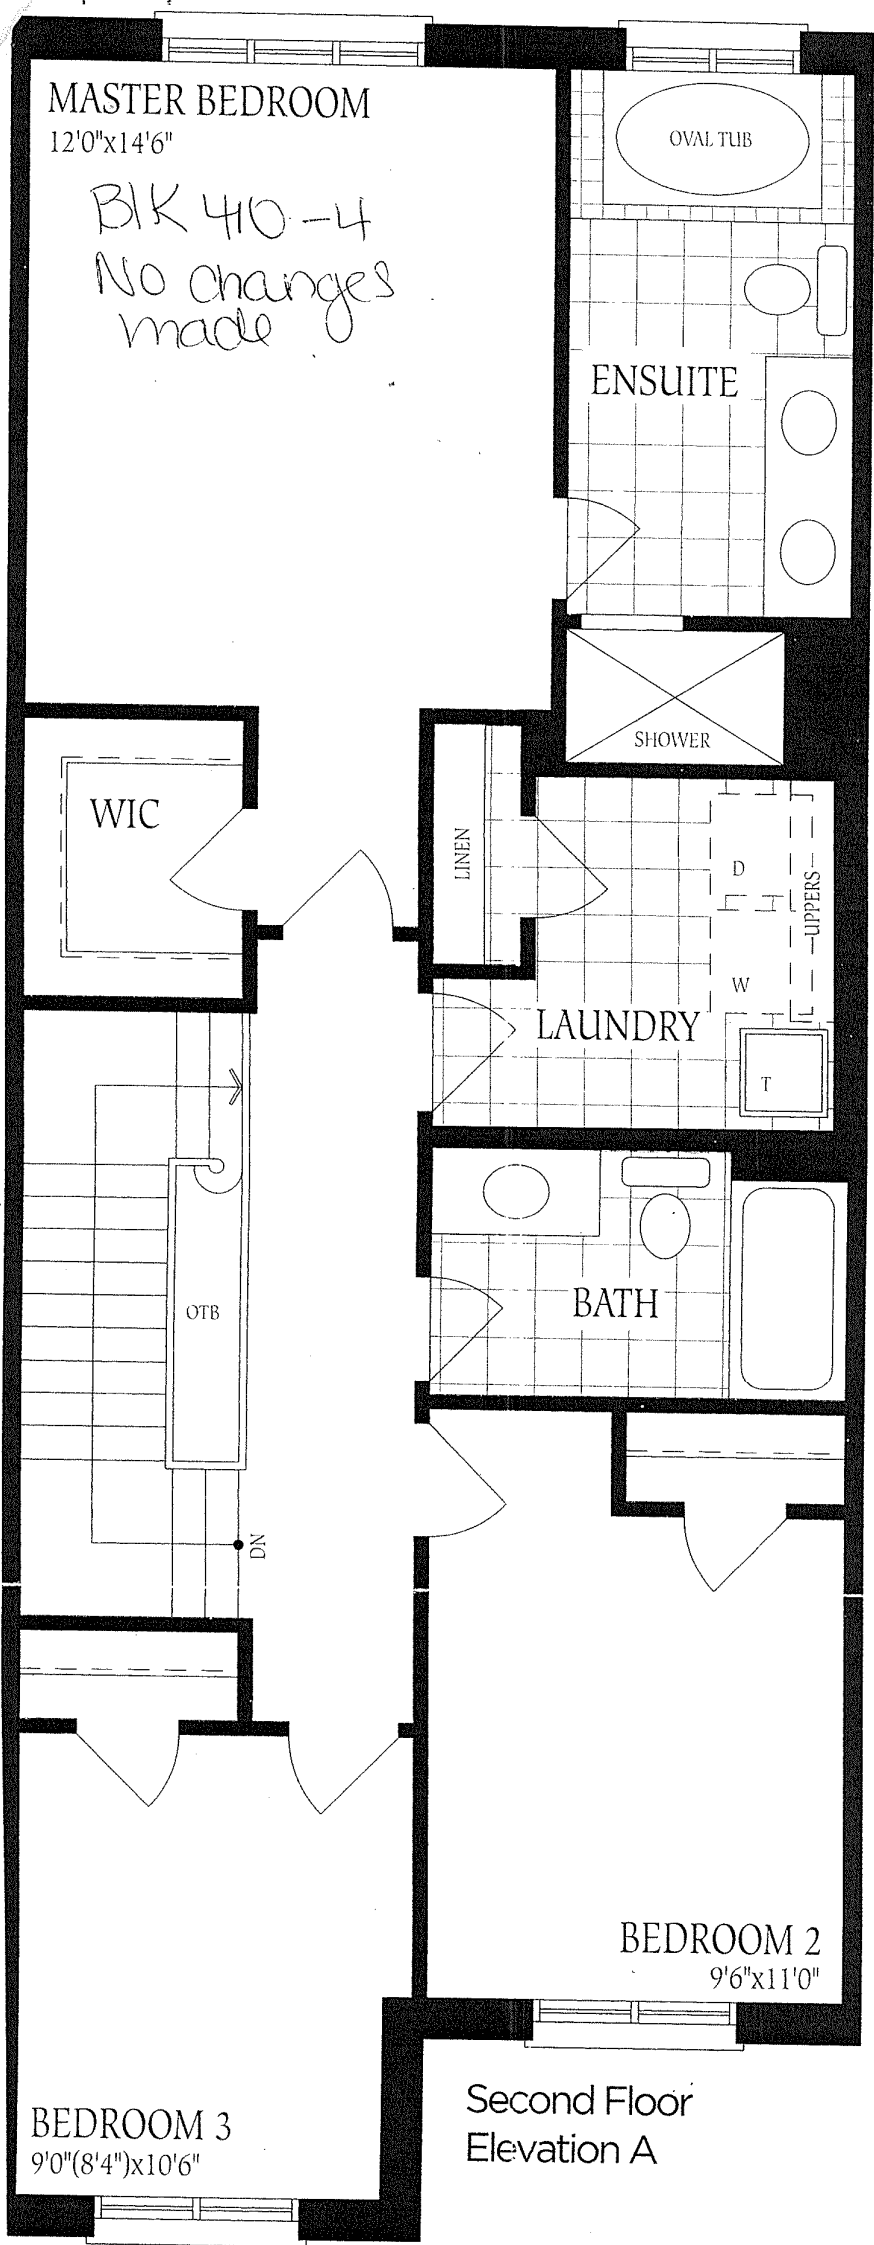 MASTER BEDROOM
12'0"x14'6"
Blk 410-4
No changes
made
OVAL TUB
ENSUITE
SHOWER
WIC
LINEN
D
UPPERS
W
LAUNDRY
T
BATH
OTB
DN
BEDROOM 2
9'6"x11'0"
BEDROOM 3
9'0"(8'4")x10'6"
Second Floor
Elevation A